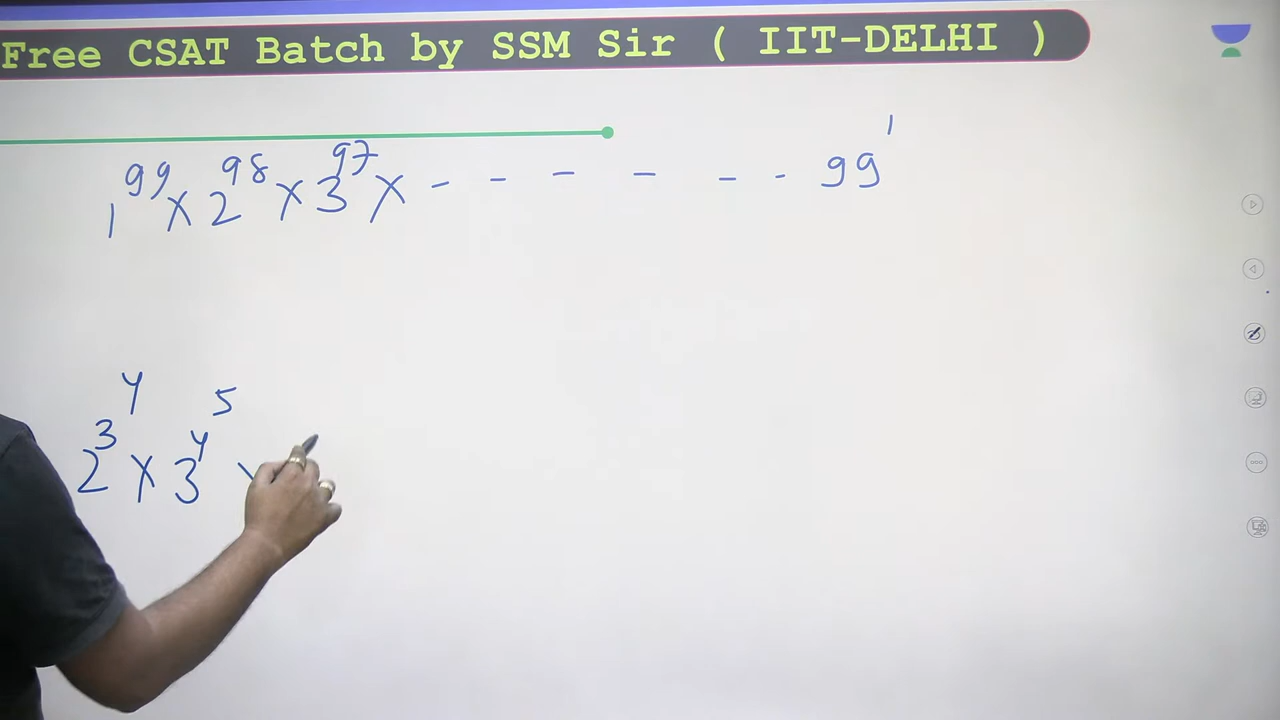 Free CSAT Batch by SSM Sir ( IIT-DELHI )
1^99 × 2^98 × 3^97 × - - - - - - 99^1
2^3^4 × 3^4^5